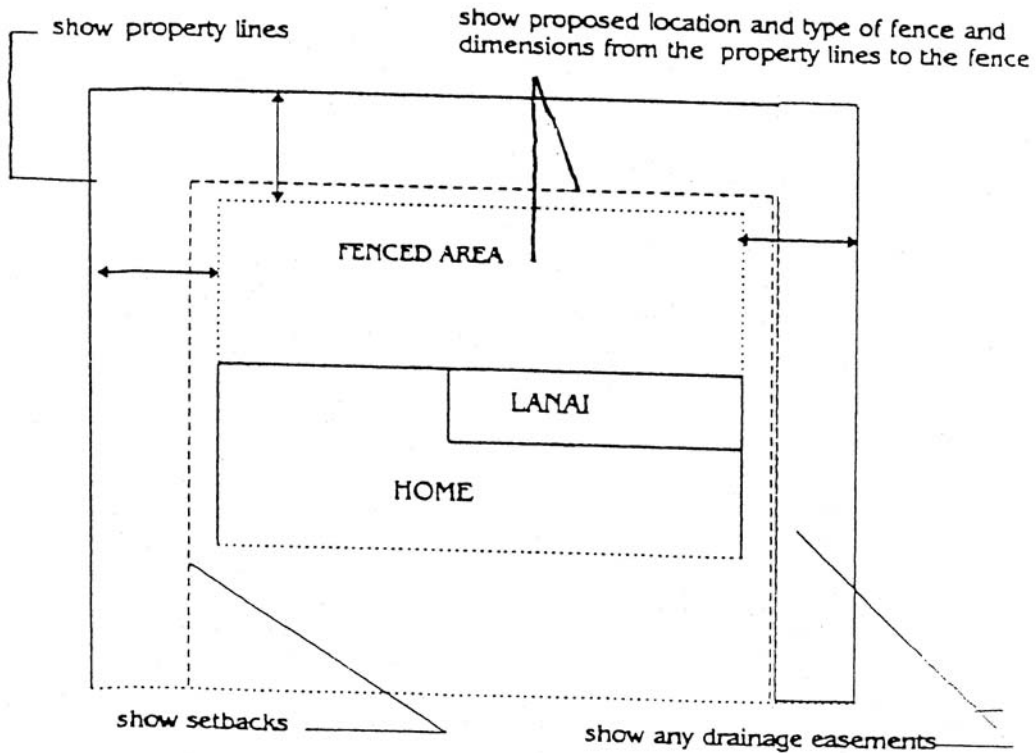 show property lines
show proposed location and type of fence and
dimensions from the property lines to the fence
FENCED AREA
LANAI
HOME
show setbacks
show any drainage easements